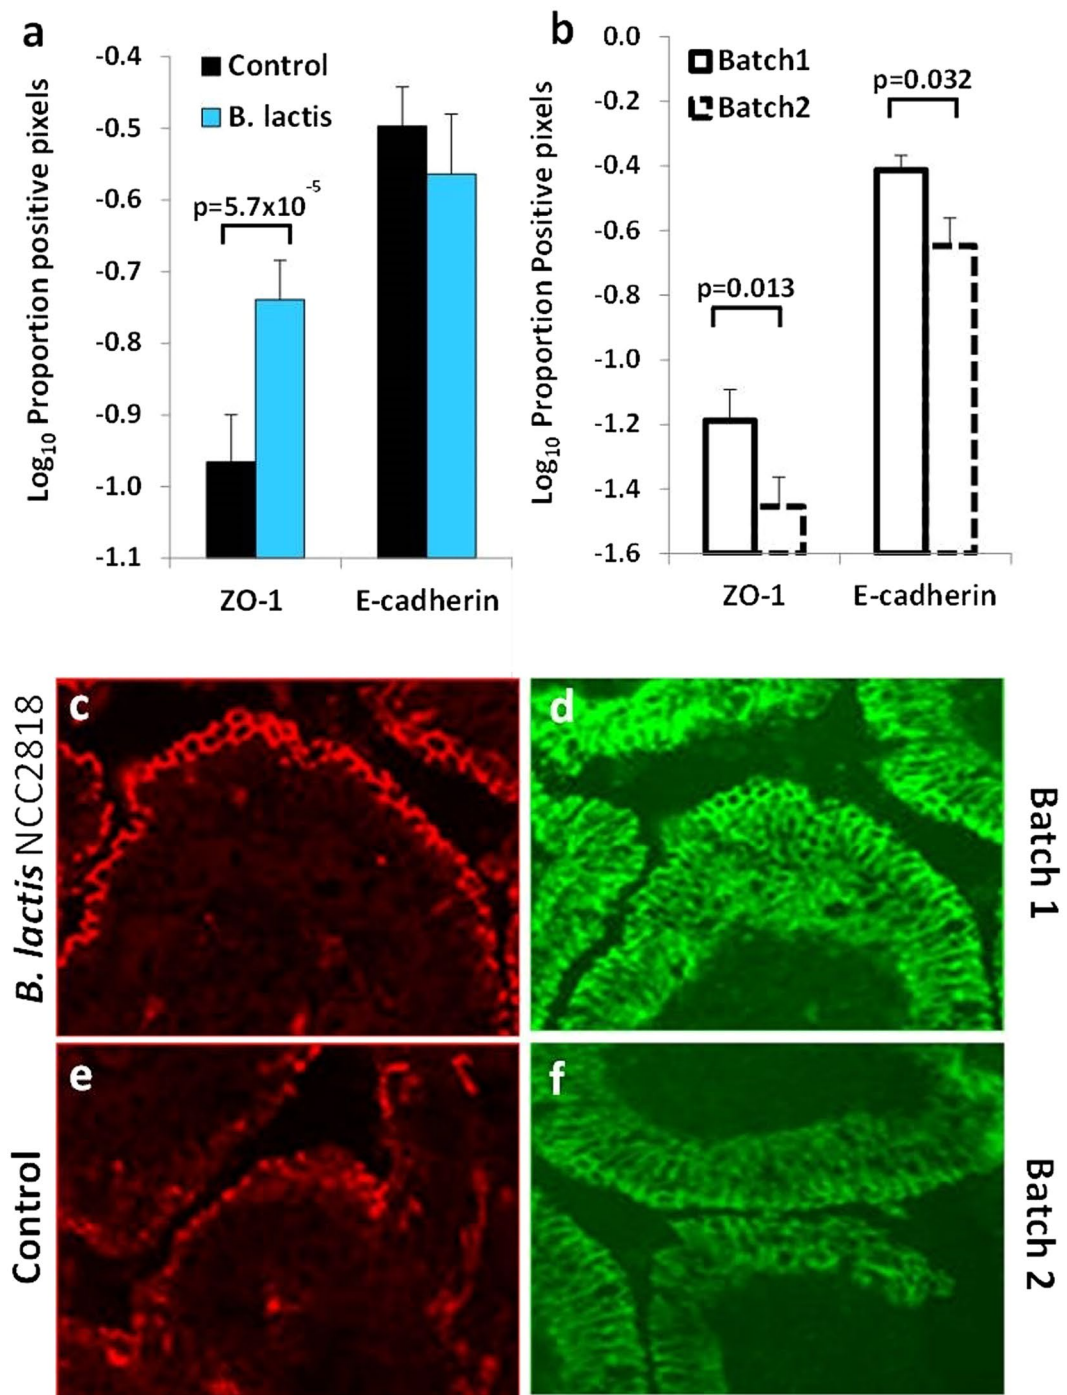 a
Log10 Proportion positive pixels
-0.4
-0.5
-0.6
-0.7
-0.8
-0.9
-1.0
-1.1
Control
B. lactis
p=5.7x10-5
ZO-1 E-cadherin
b
Log10 Proportion Positive pixels
0.0
-0.2
-0.4
-0.6
-0.8
-1.0
-1.2
-1.4
-1.6
Batch1
Batch2
p=0.032
p=0.013
ZO-1 E-cadherin
B. lactis NCC2818
c
d
Batch 1
Control
e
f
Batch 2